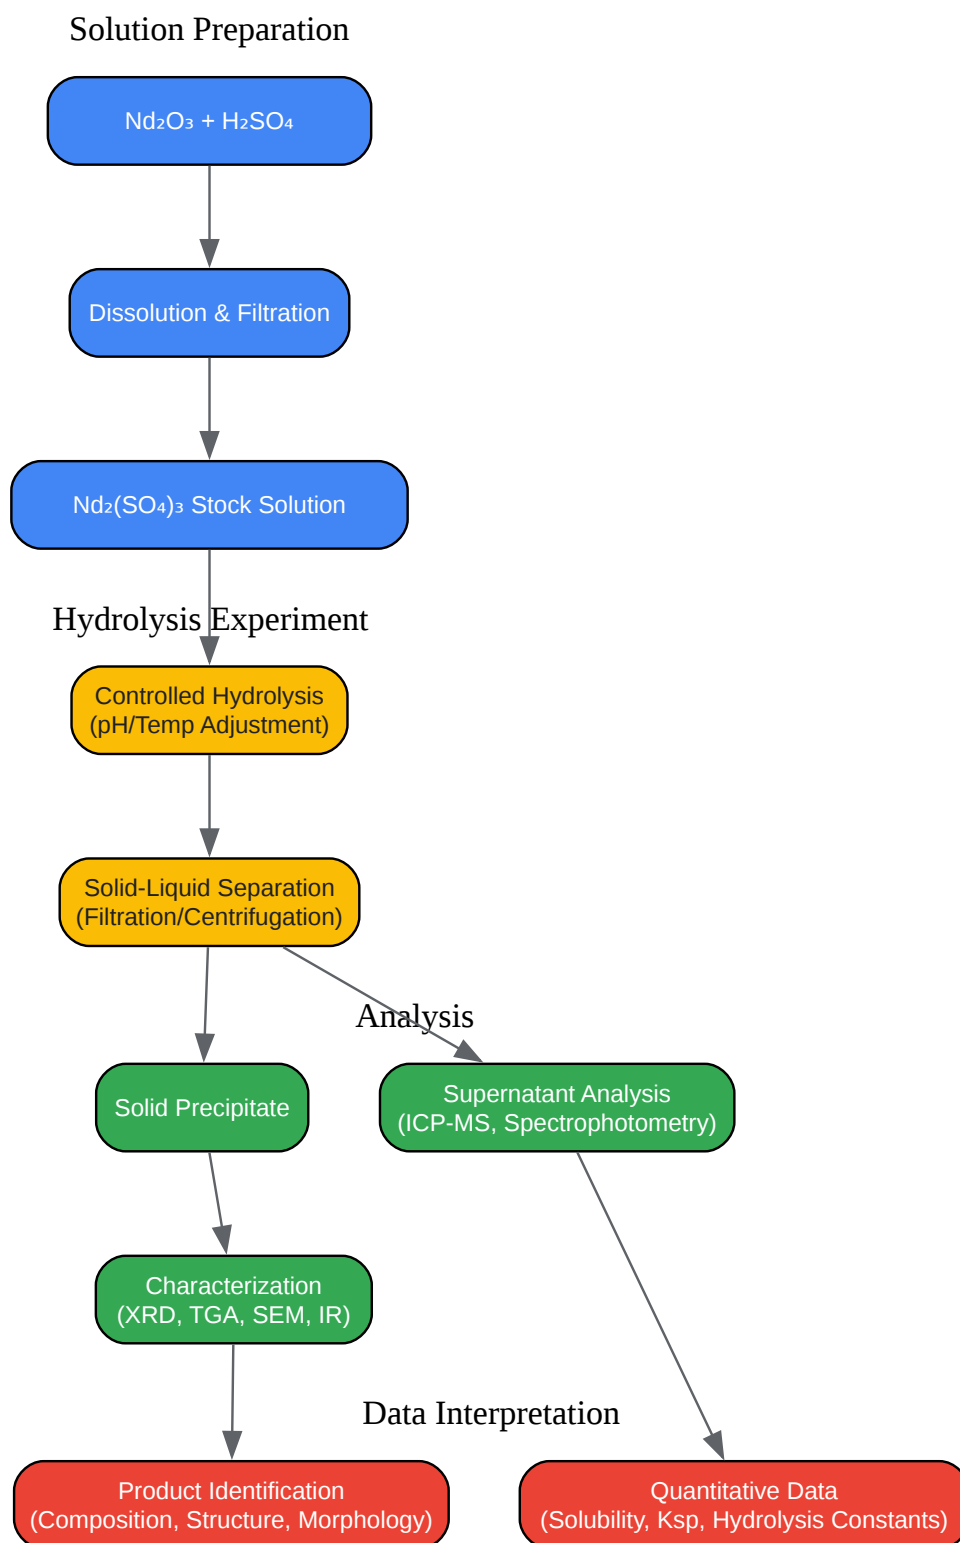 Solution Preparation
Nd₂O₃ + H₂SO₄
Dissolution & Filtration
Nd₂(SO₄)₃ Stock Solution
Hydrolysis Experiment
Controlled Hydrolysis
(pH/Temp Adjustment)
Solid-Liquid Separation
(Filtration/Centrifugation)
Analysis
Solid Precipitate
Supernatant Analysis
(ICP-MS, Spectrophotometry)
Characterization
(XRD, TGA, SEM, IR)
Data Interpretation
Product Identification
(Composition, Structure, Morphology)
Quantitative Data
(Solubility, Ksp, Hydrolysis Constants)